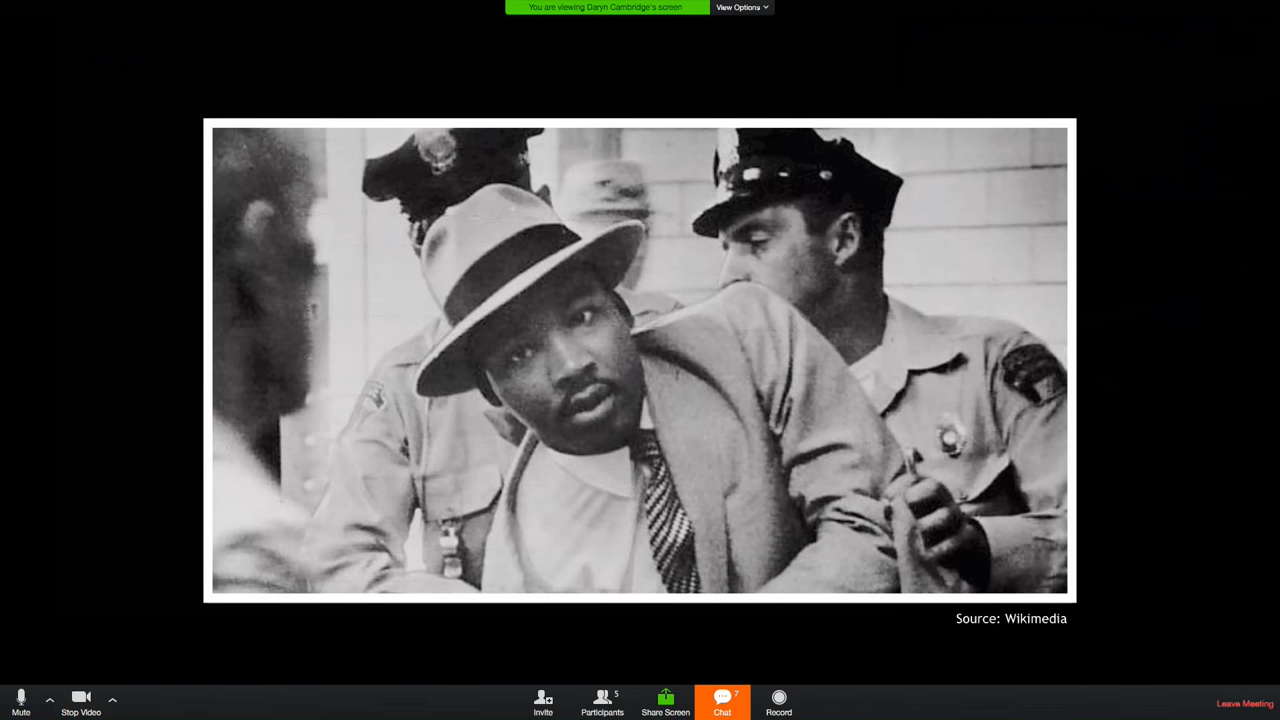 You are viewing Daryn Cambridge's screen
View Options
Source: Wikimedia
Mute
Stop Video
Invite
Participants
5
Share Screen
Chat
7
Record
Leave Meeting